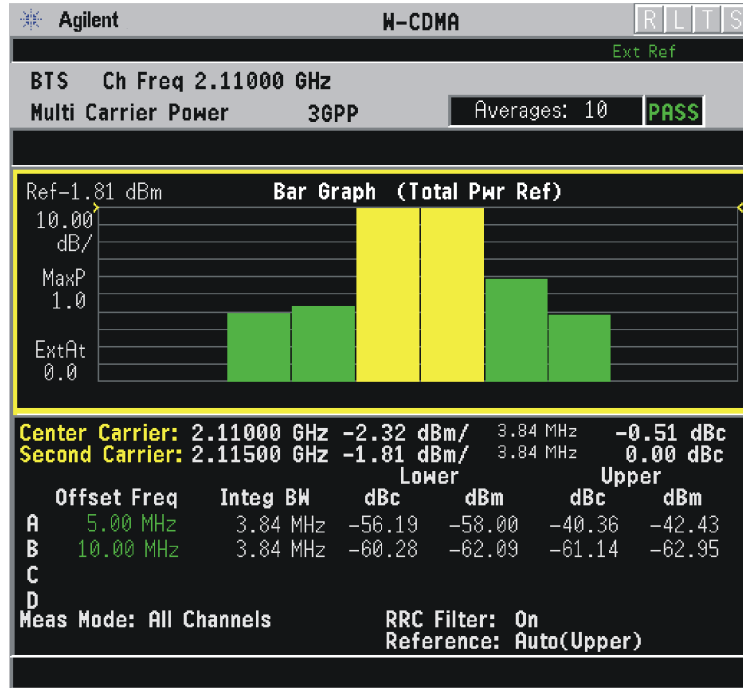 Agilent W-CDMA R L T S
Ext Ref
BTS Ch Freq 2.11000 GHz
Multi Carrier Power 3GPP Averages: 10 PASS
Ref-1.81 dBm Bar Graph (Total Pwr Ref)
10.00
dB/
MaxP
1.0
ExtAt
0.0
Center Carrier: 2.11000 GHz -2.32 dBm/ 3.84 MHz -0.51 dBc
Second Carrier: 2.11500 GHz -1.81 dBm/ 3.84 MHz 0.00 dBc
Lower Upper
Offset Freq Integ BW dBc dBm dBc dBm
A 5.00 MHz 3.84 MHz -56.19 -58.00 -40.36 -42.43
B 10.00 MHz 3.84 MHz -60.28 -62.09 -61.14 -62.95
C
D
Meas Mode: All Channels RRC Filter: On
Reference: Auto(Upper)